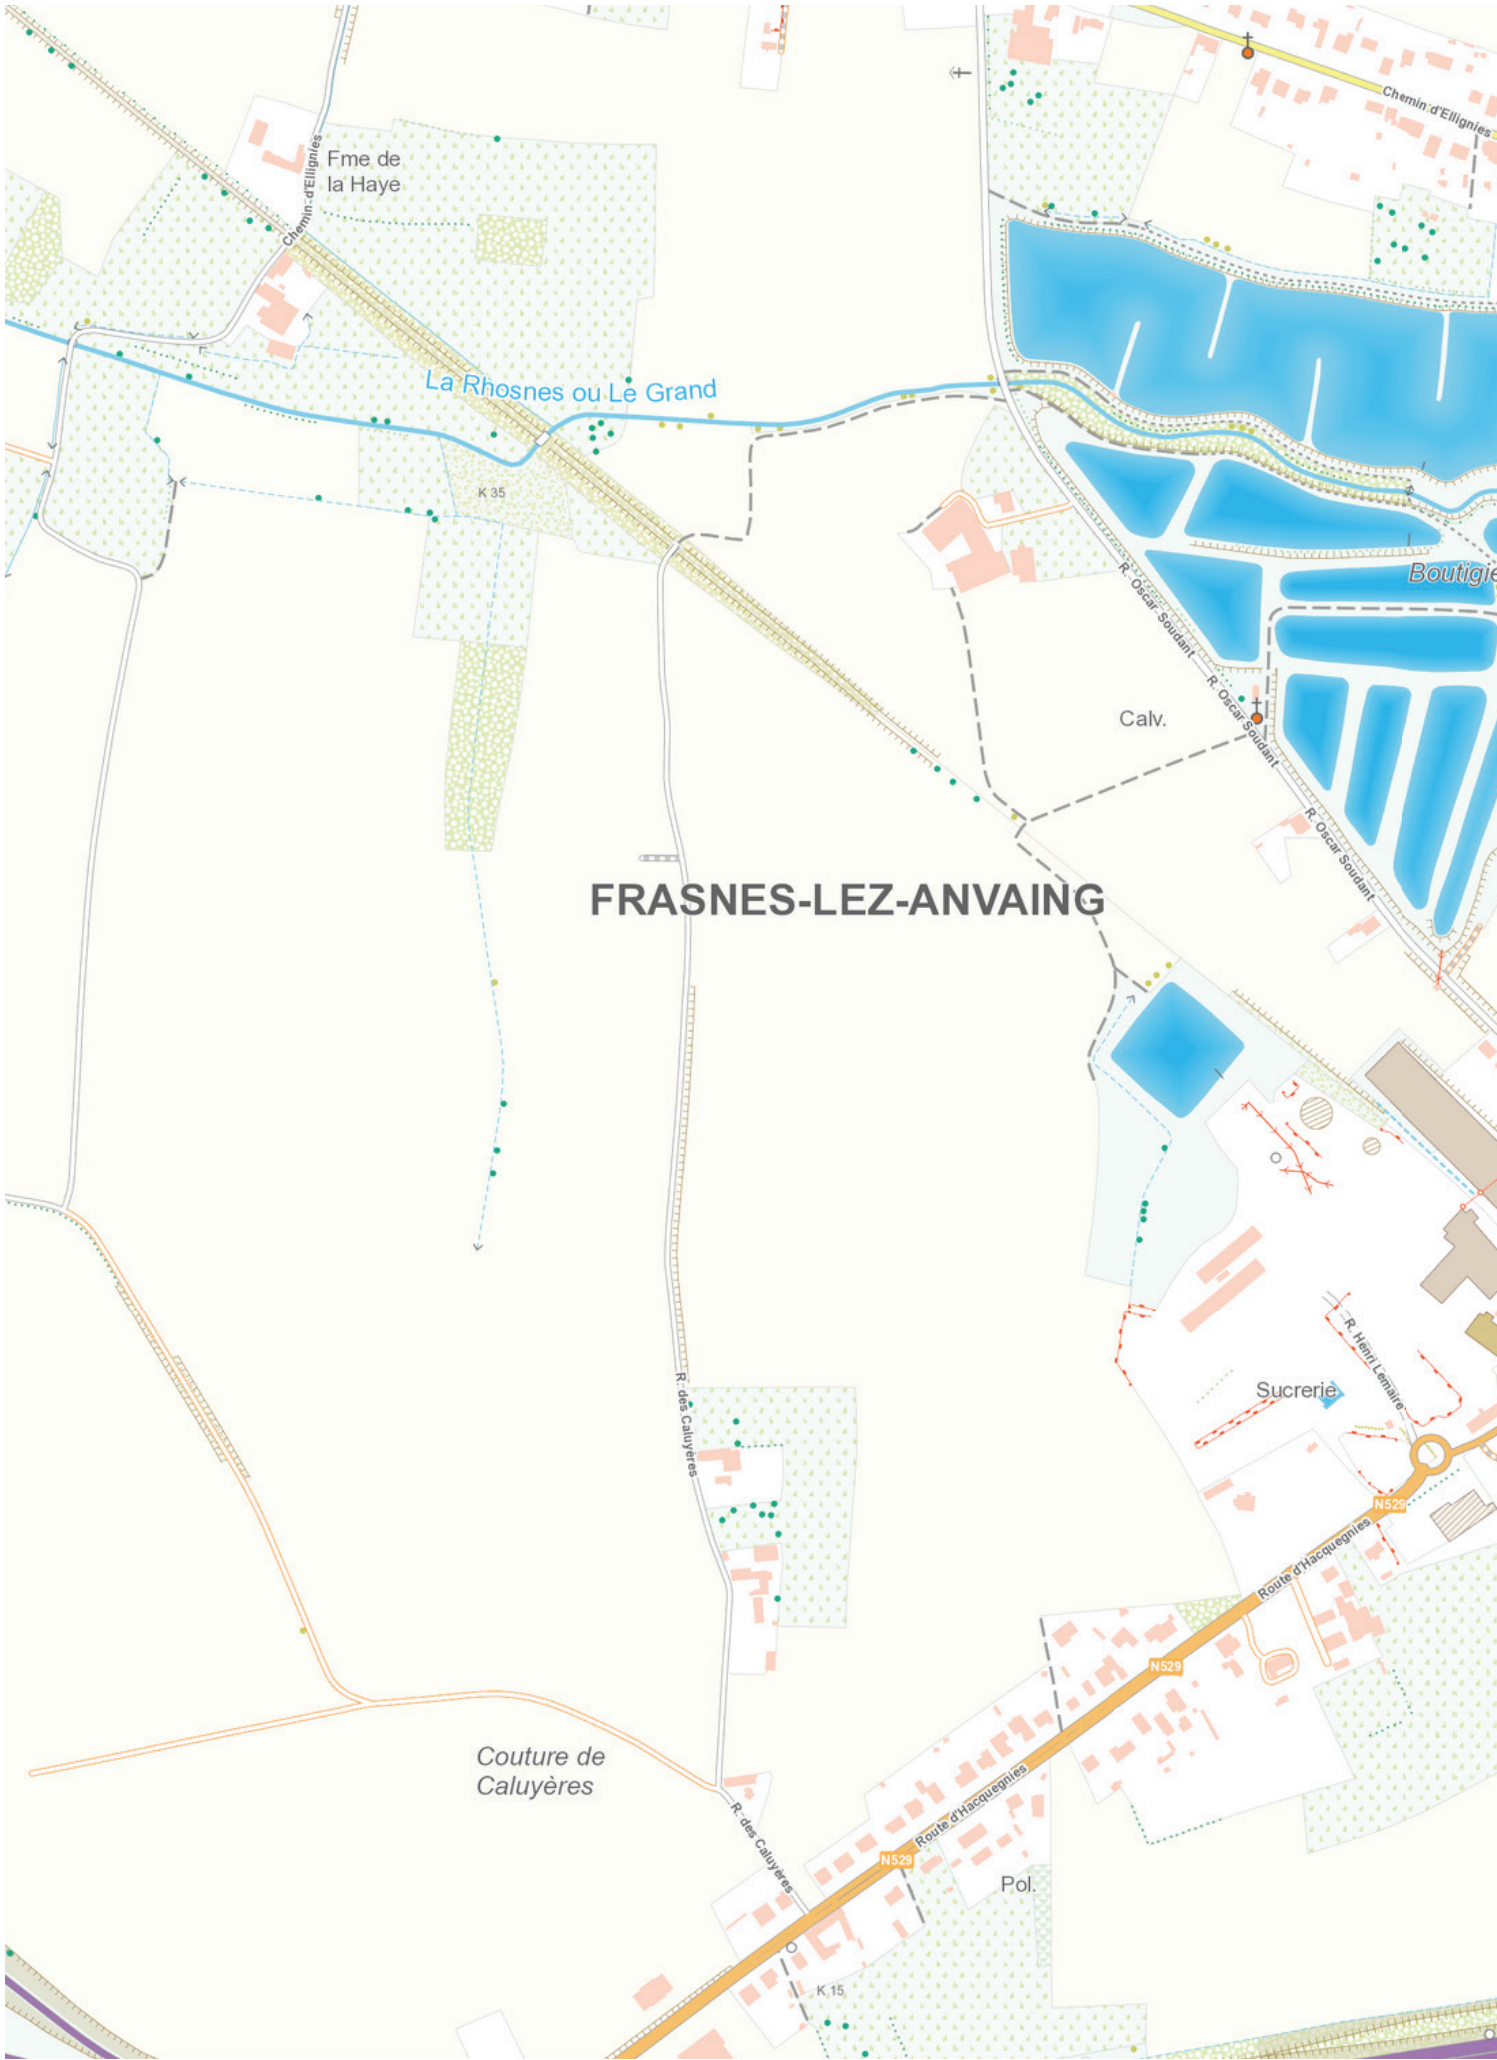 Chemin d'Ellignies
Chemin d'Ellignies
Fme de
la Haye
La Rhosnes ou Le Grand
K 35
Boutigie
R. Oscar Soudant
R. Oscar Soudant
Calv.
R. Oscar Soudant
FRASNES-LEZ-ANVAING
R. Henri Lemaire
Sucrerie
R. des Caluyères
N529
Route d'Hacquegnies
N529
Couture de
Caluyères
Route d'Hacquegnies
R. des Caluyères
N529
Pol.
K 15